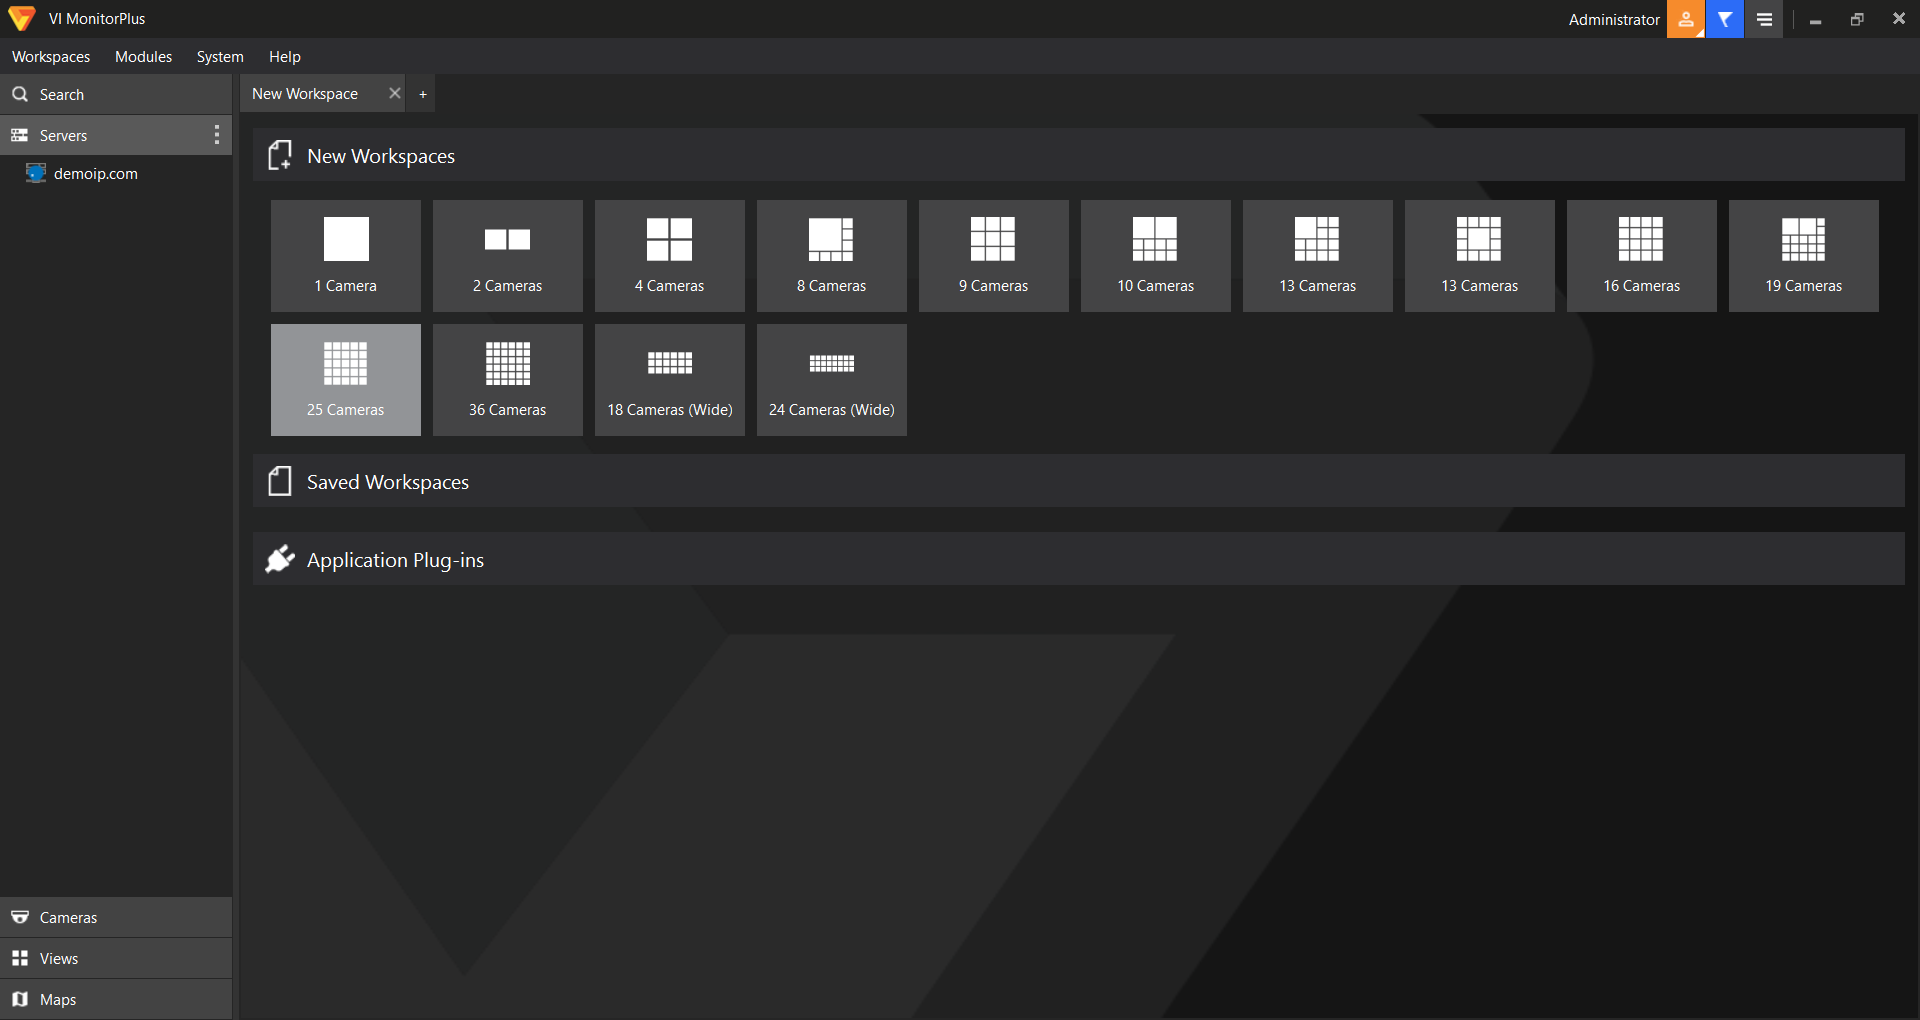 VI MonitorPlus
Administrator
Workspaces Modules System Help
Search
New Workspace +
Servers
demoip.com
New Workspaces
1 Camera 2 Cameras 4 Cameras 8 Cameras 9 Cameras 10 Cameras 13 Cameras 13 Cameras 16 Cameras 19 Cameras
25 Cameras 36 Cameras 18 Cameras (Wide) 24 Cameras (Wide)
Saved Workspaces
Application Plug-ins
Cameras
Views
Maps